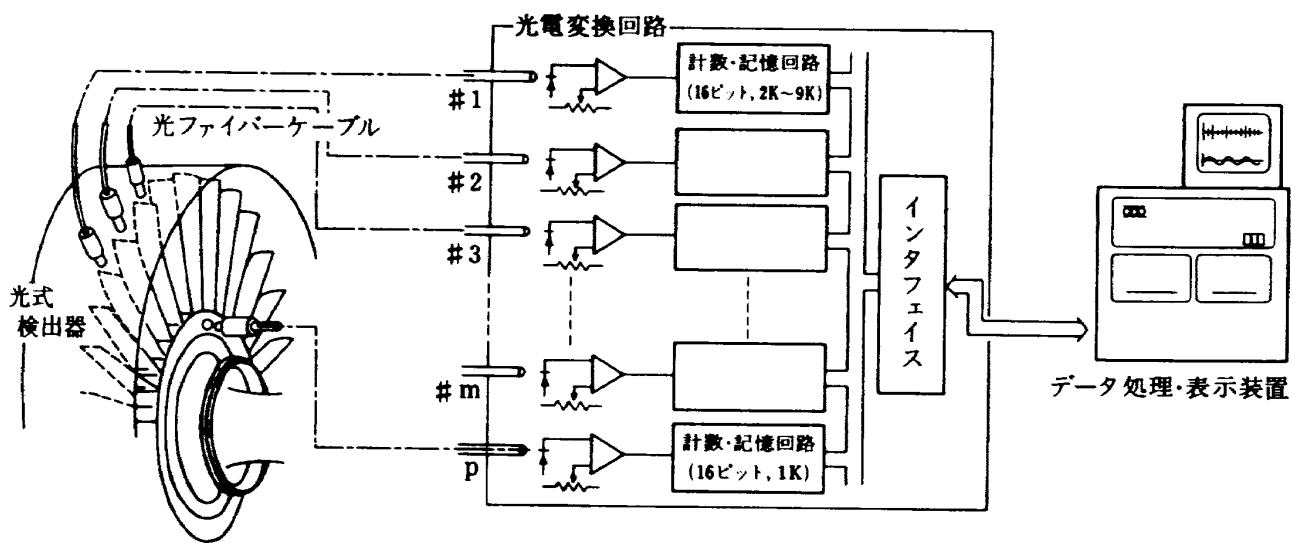 光電変換回路
計数・記憶回路
(16ビット, 2K～9K)
#1
光ファイバーケーブル
#2
#3
光式
検出器
インタフェイス
#m
データ処理・表示装置
計数・記憶回路
(16ビット, 1K)
p